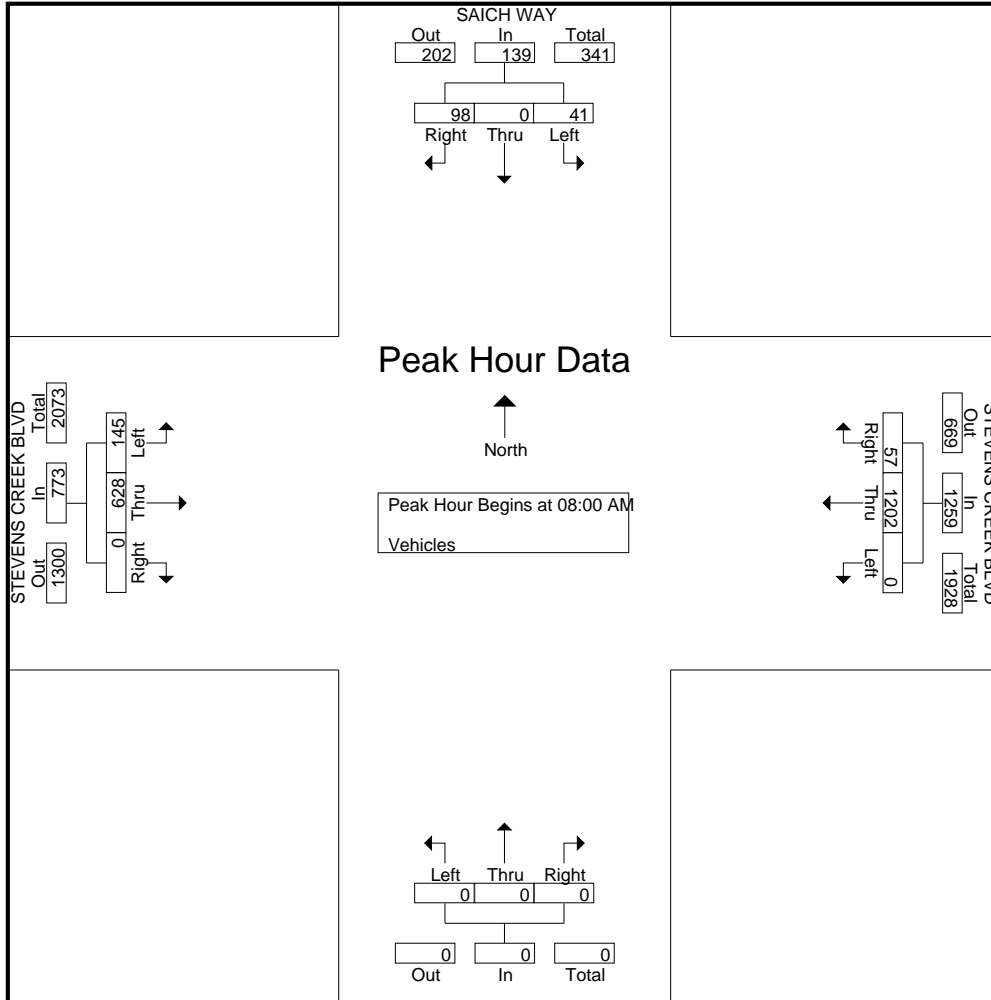 SAICH WAY
Out In Total
202 139 341
98 0 41
Right Thru Left
Peak Hour Data
North
Peak Hour Begins at 08:00 AM
Vehicles
STEVENS CREEK BLVD
Out In Total
1300 773 2073
Left Thru Right
145 628 0
STEVENS CREEK BLVD
Out In Total
669 1259 1928
Right Thru Left
57 1202 0
Left Thru Right
0 0 0
0 0 0
Out In Total